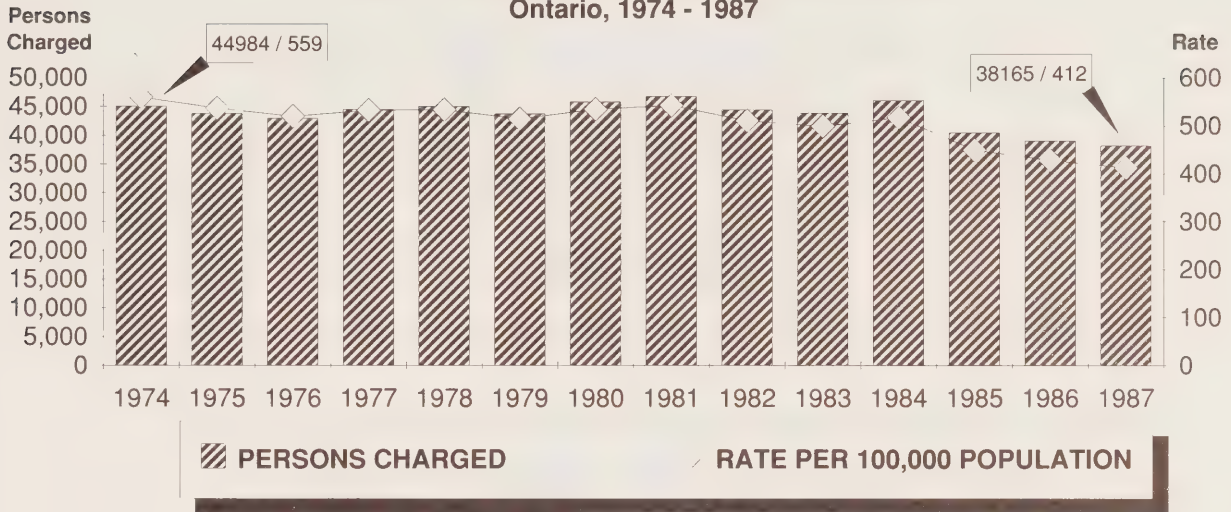 Ontario, 1974 - 1987
Persons
Charged
Rate
44984 / 559
38165 / 412
50,000
45,000
40,000
35,000
30,000
25,000
20,000
15,000
10,000
5,000
0
600
500
400
300
200
100
0
1974 1975 1976 1977 1978 1979 1980 1981 1982 1983 1984 1985 1986 1987
PERSONS CHARGED
RATE PER 100,000 POPULATION